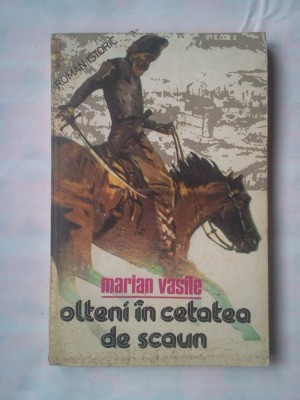 ROMAN ISTORIC
marian vasile
olteni în cetatea
de scaun